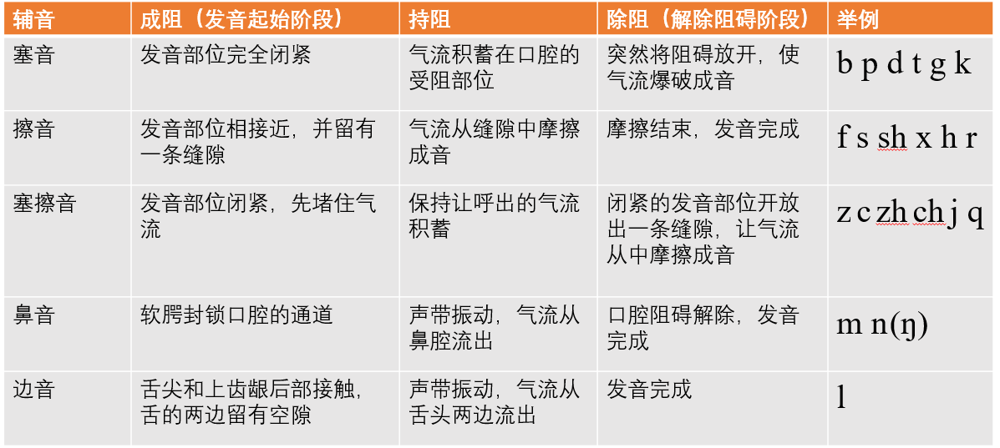 辅音 成阻（发音起始阶段） 持阻 除阻（解除阻碍阶段） 举例
塞音 发音部位完全闭紧 气流积蓄在口腔的 突然将阻碍放开，使 b p d t g k
受阻部位 气流爆破成音
擦音 发音部位相接近，并留有 气流从缝隙中摩擦 摩擦结束，发音完成 f s sh x h r
一条缝隙 成音
塞擦音 发音部位闭紧，先堵住气 保持让呼出的气流 闭紧的发音部位开放 z c zh ch j q
流 积蓄 出一条缝隙，让气流
从中摩擦成音
鼻音 软腭封锁口腔的通道 声带振动，气流从 口腔阻碍解除，发音 m n(ŋ)
鼻腔流出 完成
边音 舌尖和上齿龈后部接触， 声带振动，气流从 发音完成 l
舌的两边留有空隙 舌头两边流出